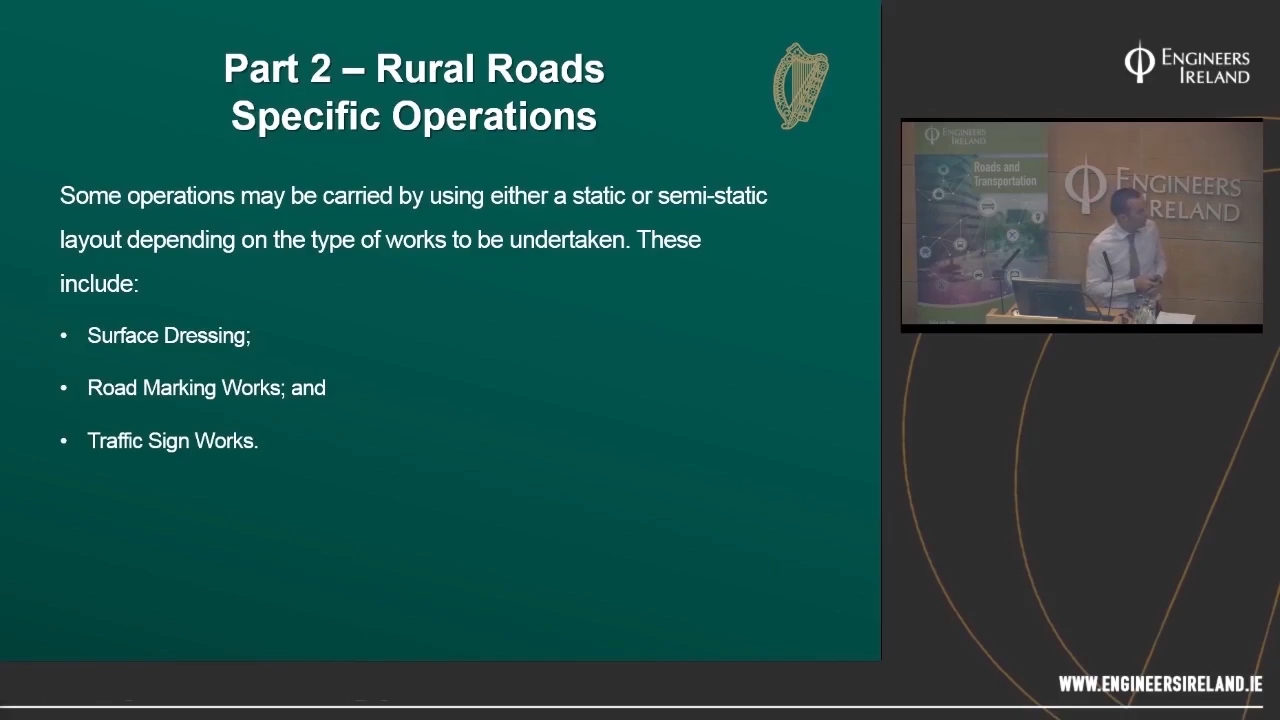 Part 2 – Rural Roads
Specific Operations
Some operations may be carried by using either a static or semi-static
layout depending on the type of works to be undertaken. These
include:
• Surface Dressing;
• Road Marking Works; and
• Traffic Sign Works.
ENGINEERS
IRELAND
ENGINEERS
IRELAND
Roads and
Transportation
ENGINEERS
IRELAND
WWW.ENGINEERSIRELAND.IE